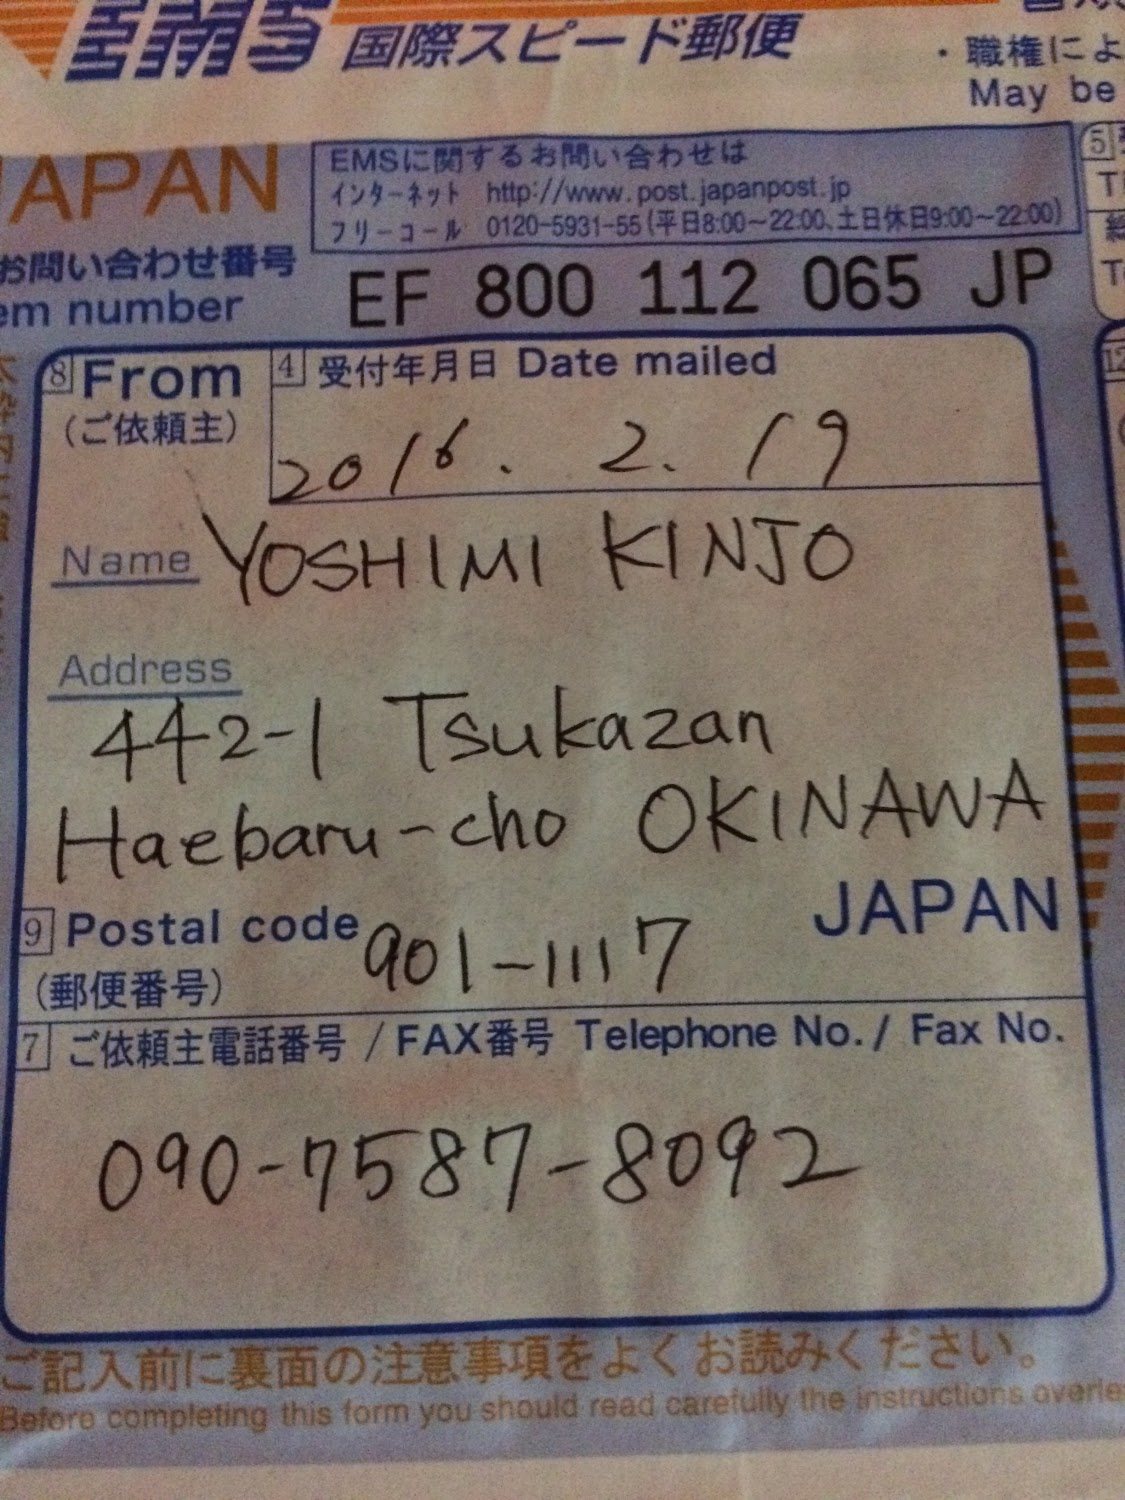 EMS 国際スピード郵便
・職権によ
May be
JAPAN
EMSに関するお問い合わせは
インターネット http://www.post.japanpost.jp
フリーコール 0120-5931-55(平日8:00〜22:00、土日休日9:00〜22:00)
お問い合わせ番号
em number
EF 800 112 065 JP
8 From
(ご依頼主)
4 受付年月日 Date mailed
2016. 2. 19
Name YOSHIMI KINJO
Address
442-1 Tsukazan
Haebaru-cho OKINAWA
JAPAN
9 Postal code 901-1117
(郵便番号)
7 ご依頼主電話番号 / FAX番号 Telephone No. / Fax No.
090-7587-8092
ご記入前に裏面の注意事項をよくお読みください。
Before completing this form you should read carefully the instructions overle
5
12